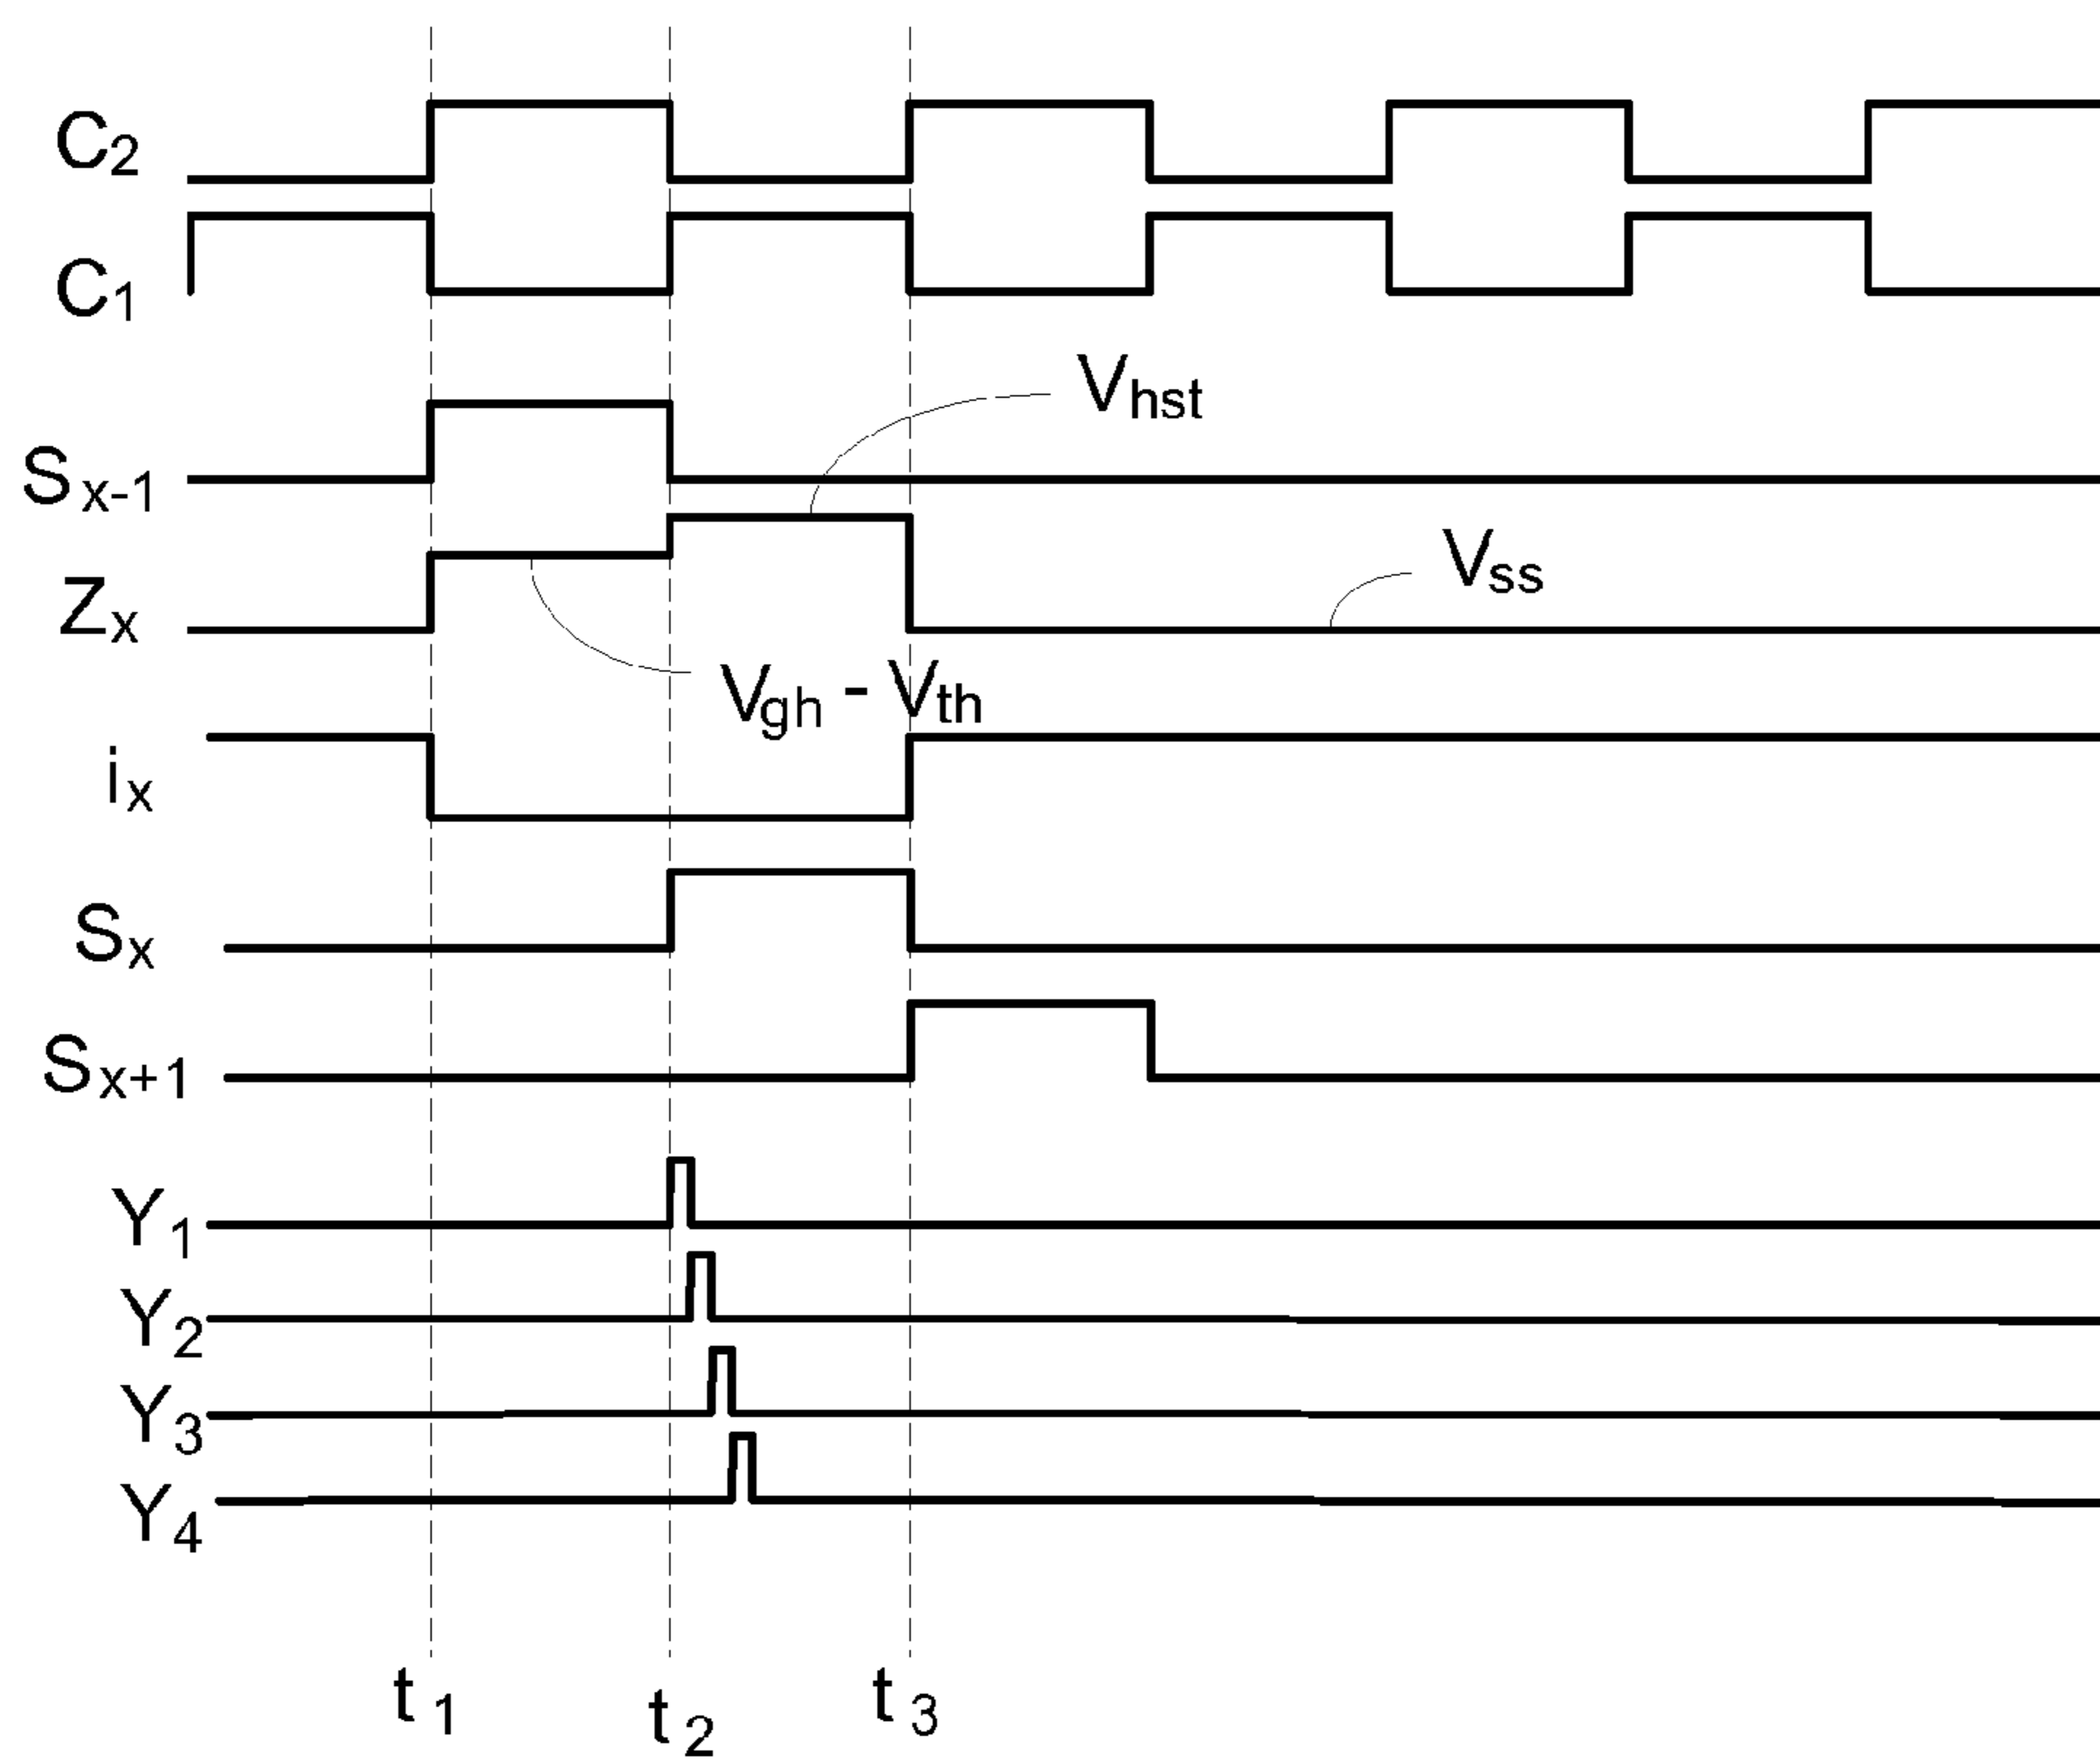 C2
C1
Vhst
Sx-1
Vss
Zx
Vgh - Vth
ix
Sx
Sx+1
Y1
Y2
Y3
Y4
t1 t2 t3